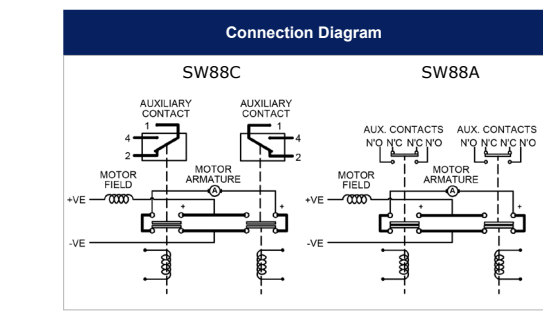 Connection Diagram
SW88C
SW88A
AUXILIARY
CONTACT
1
4
2
AUXILIARY
CONTACT
1
4
2
AUX. CONTACTS
N'O N'C N'C N'O
AUX. CONTACTS
N'O N'C N'C N'O
MOTOR
FIELD
MOTOR
ARMATURE
A
+VE
+
+
-VE
MOTOR
FIELD
MOTOR
ARMATURE
A
+VE
+
+
-VE